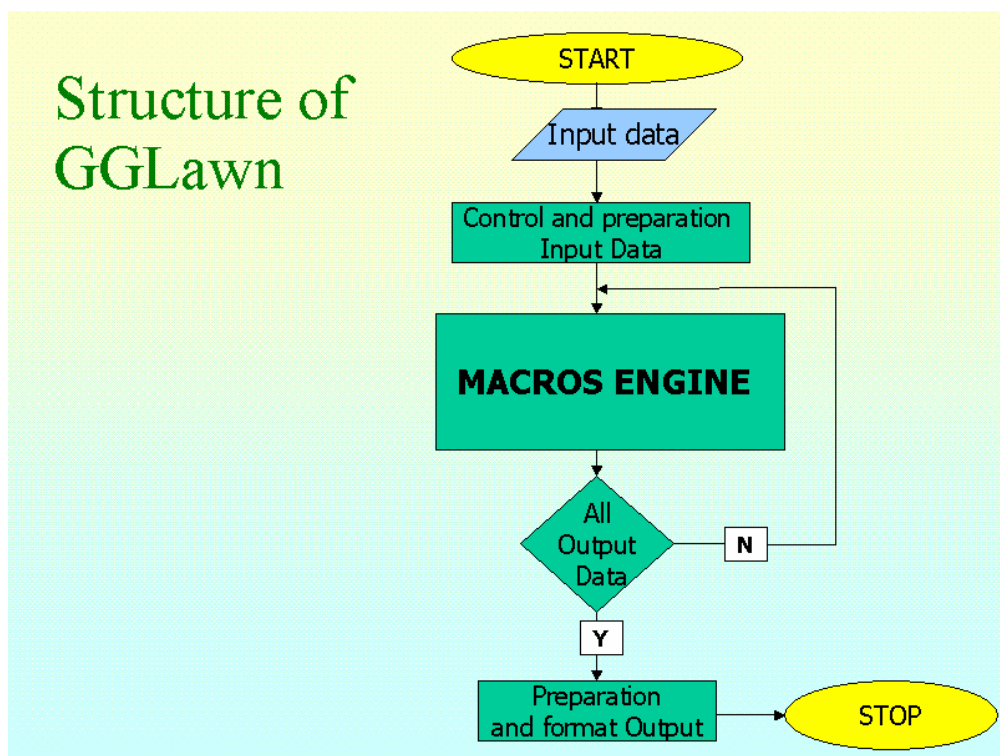 Structure of
GGLawn
START
Input data
Control and preparation
Input Data
MACROS ENGINE
All
Output
Data
N
Y
Preparation
and format Output
STOP